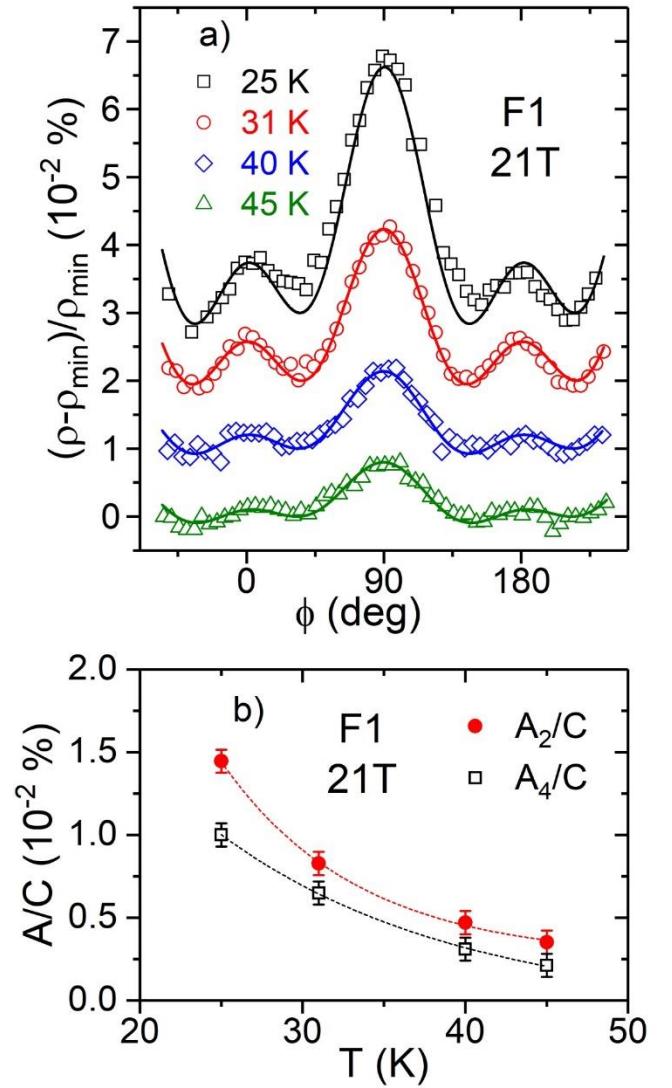 a)
25 K
31 K
40 K
45 K
F1
21T
(ρ-ρmin)/ρmin (10-2 %)
7
6
5
4
3
2
1
0
0 90 180
ϕ (deg)
b)
F1
21T
A2/C
A4/C
A/C (10-2 %)
2.0
1.5
1.0
0.5
0.0
20 30 40 50
T (K)